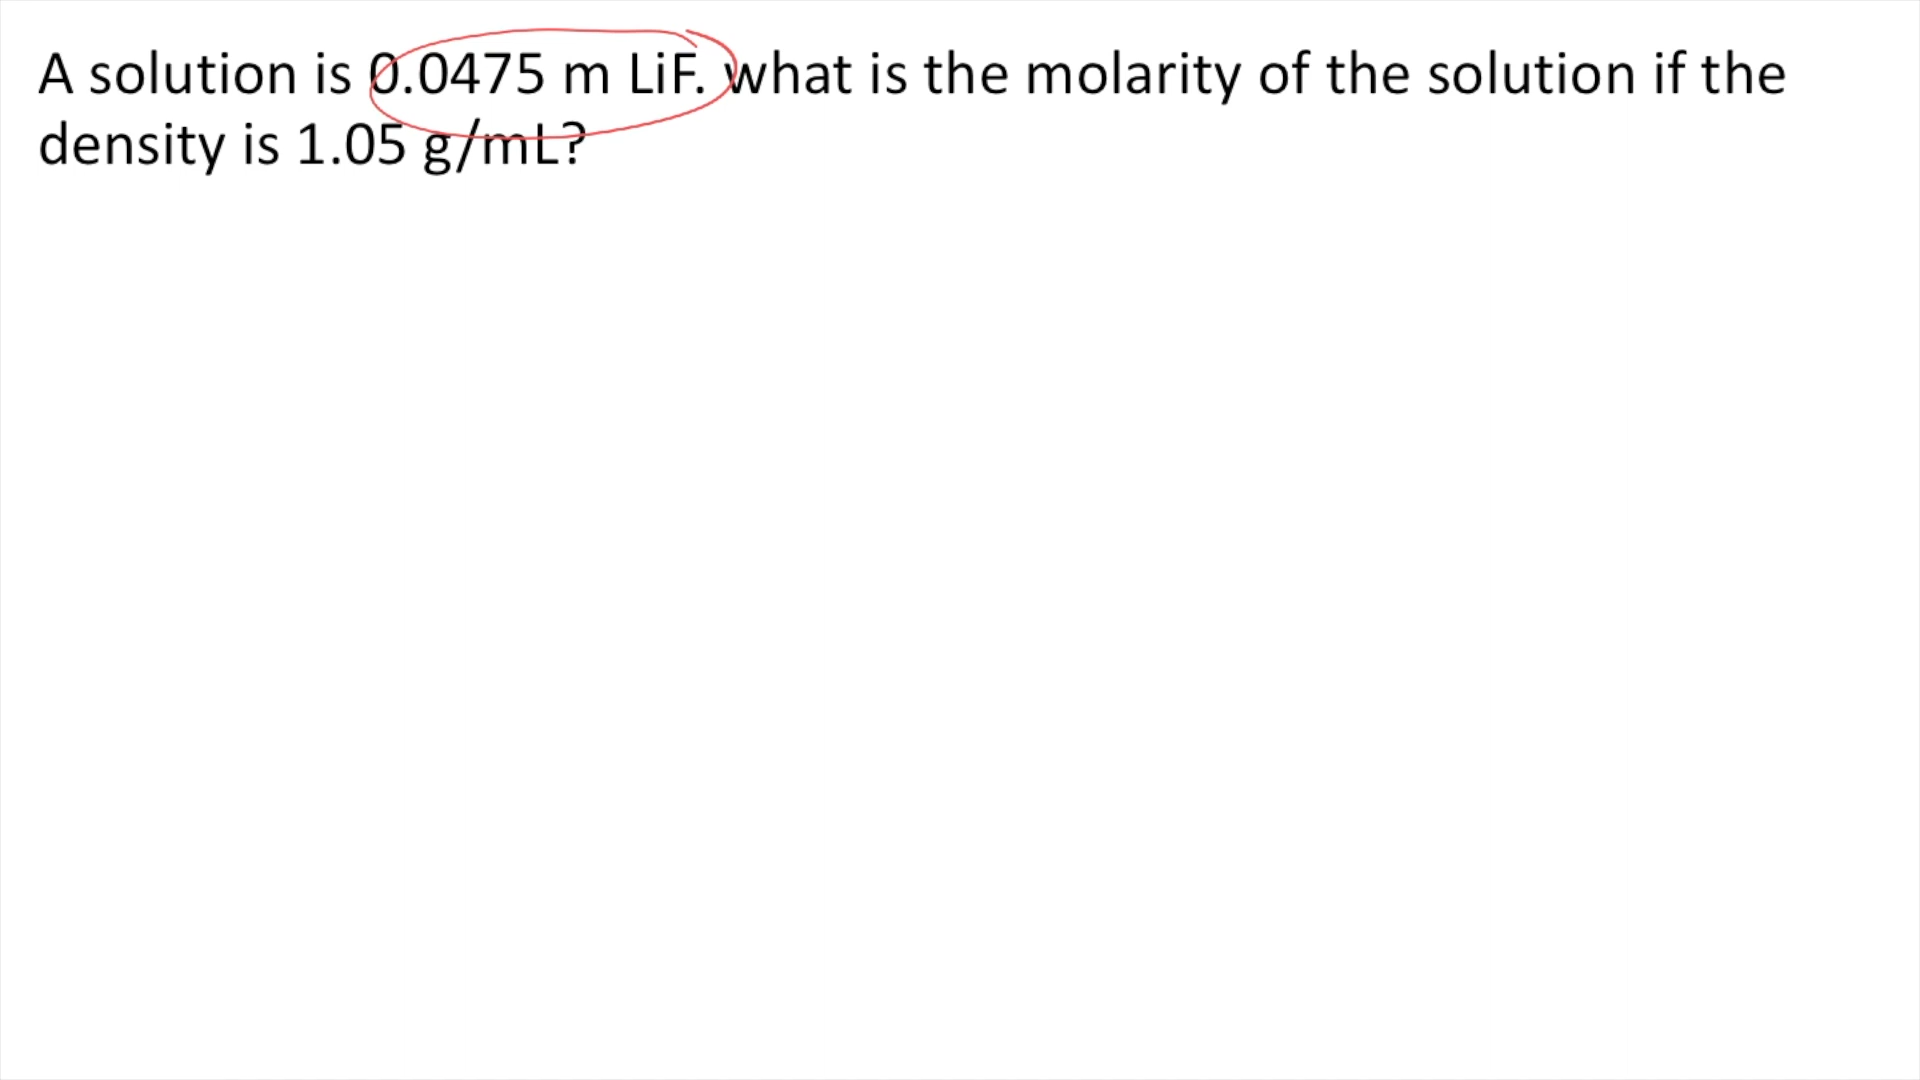 A solution is 0.0475 m LiF. what is the molarity of the solution if the
density is 1.05 g/mL?